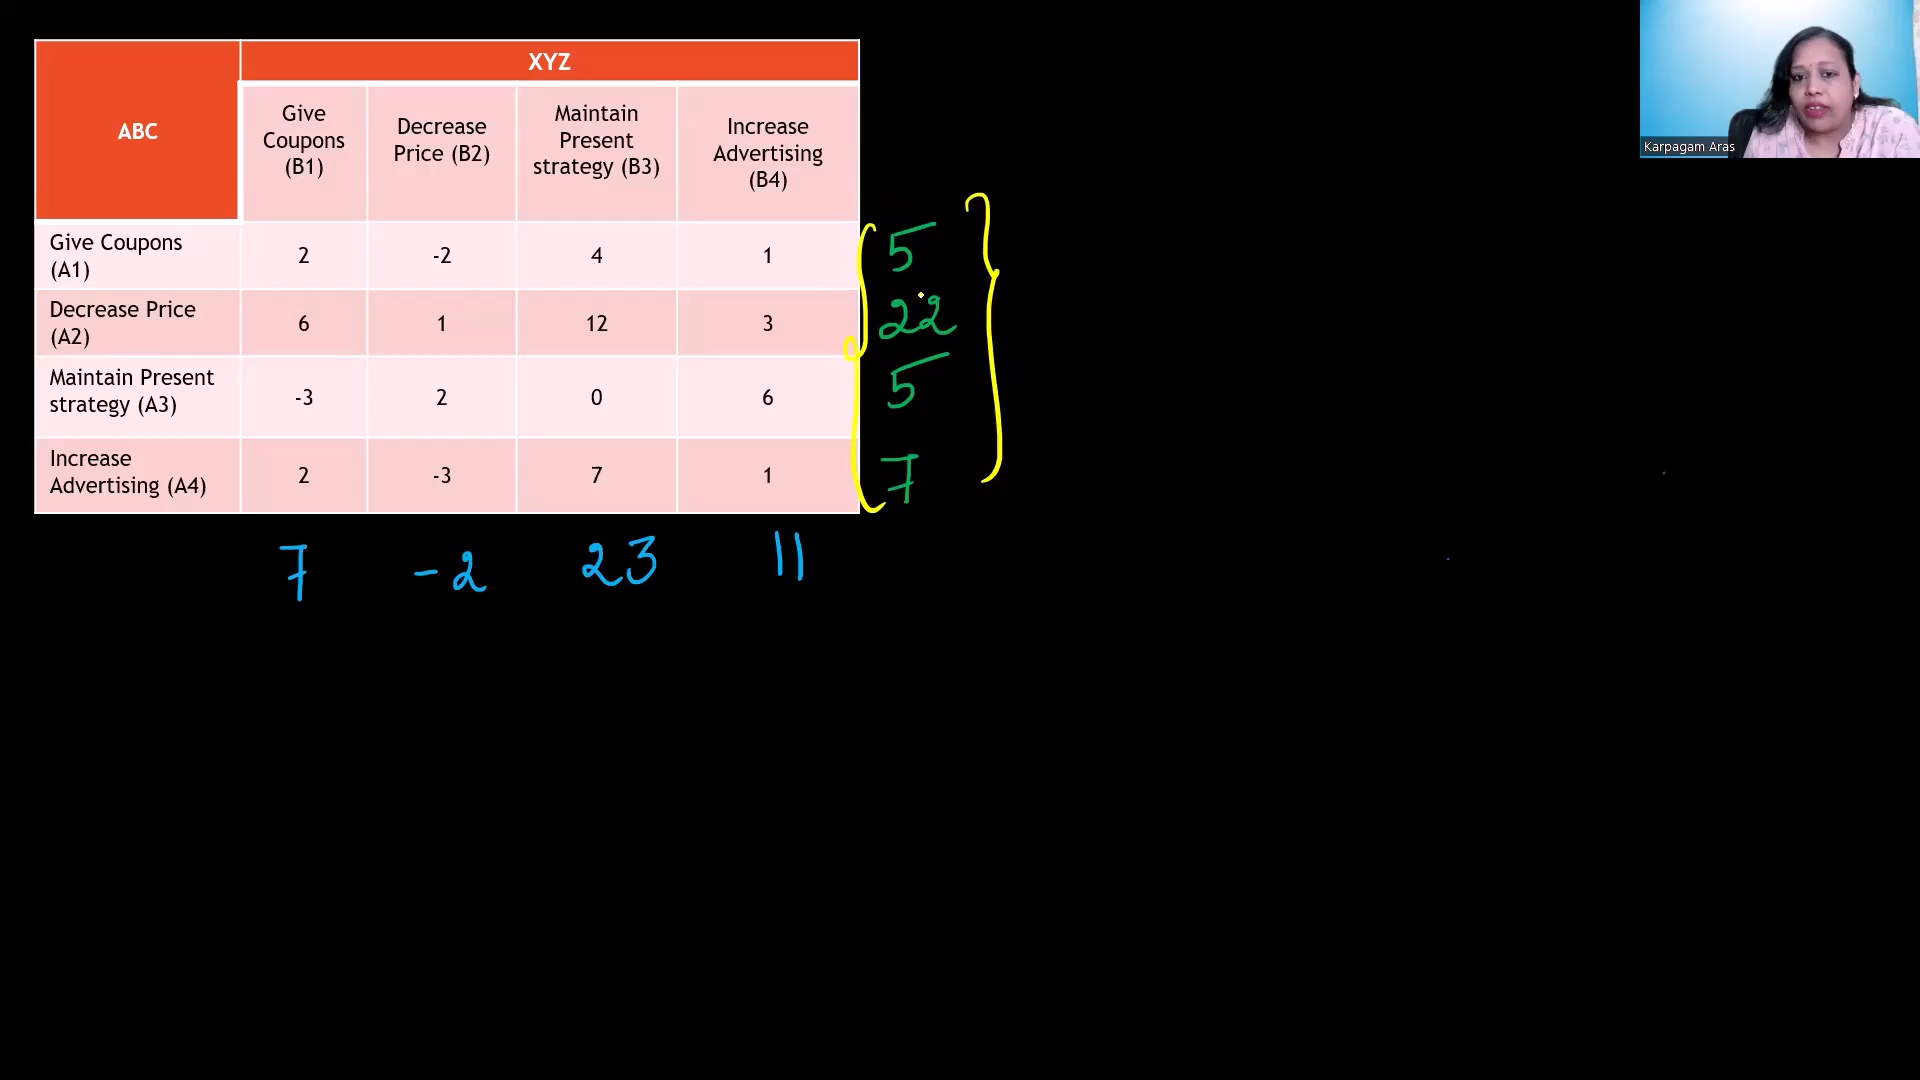 XYZ
ABC
Give Coupons (B1)
Decrease Price (B2)
Maintain Present strategy (B3)
Increase Advertising (B4)
Give Coupons (A1)
2 -2 4 1 5
Decrease Price (A2)
6 1 12 3 22
Maintain Present strategy (A3)
-3 2 0 6 5
Increase Advertising (A4)
2 -3 7 1 7
7 -2 23 11
Karpagam Aras